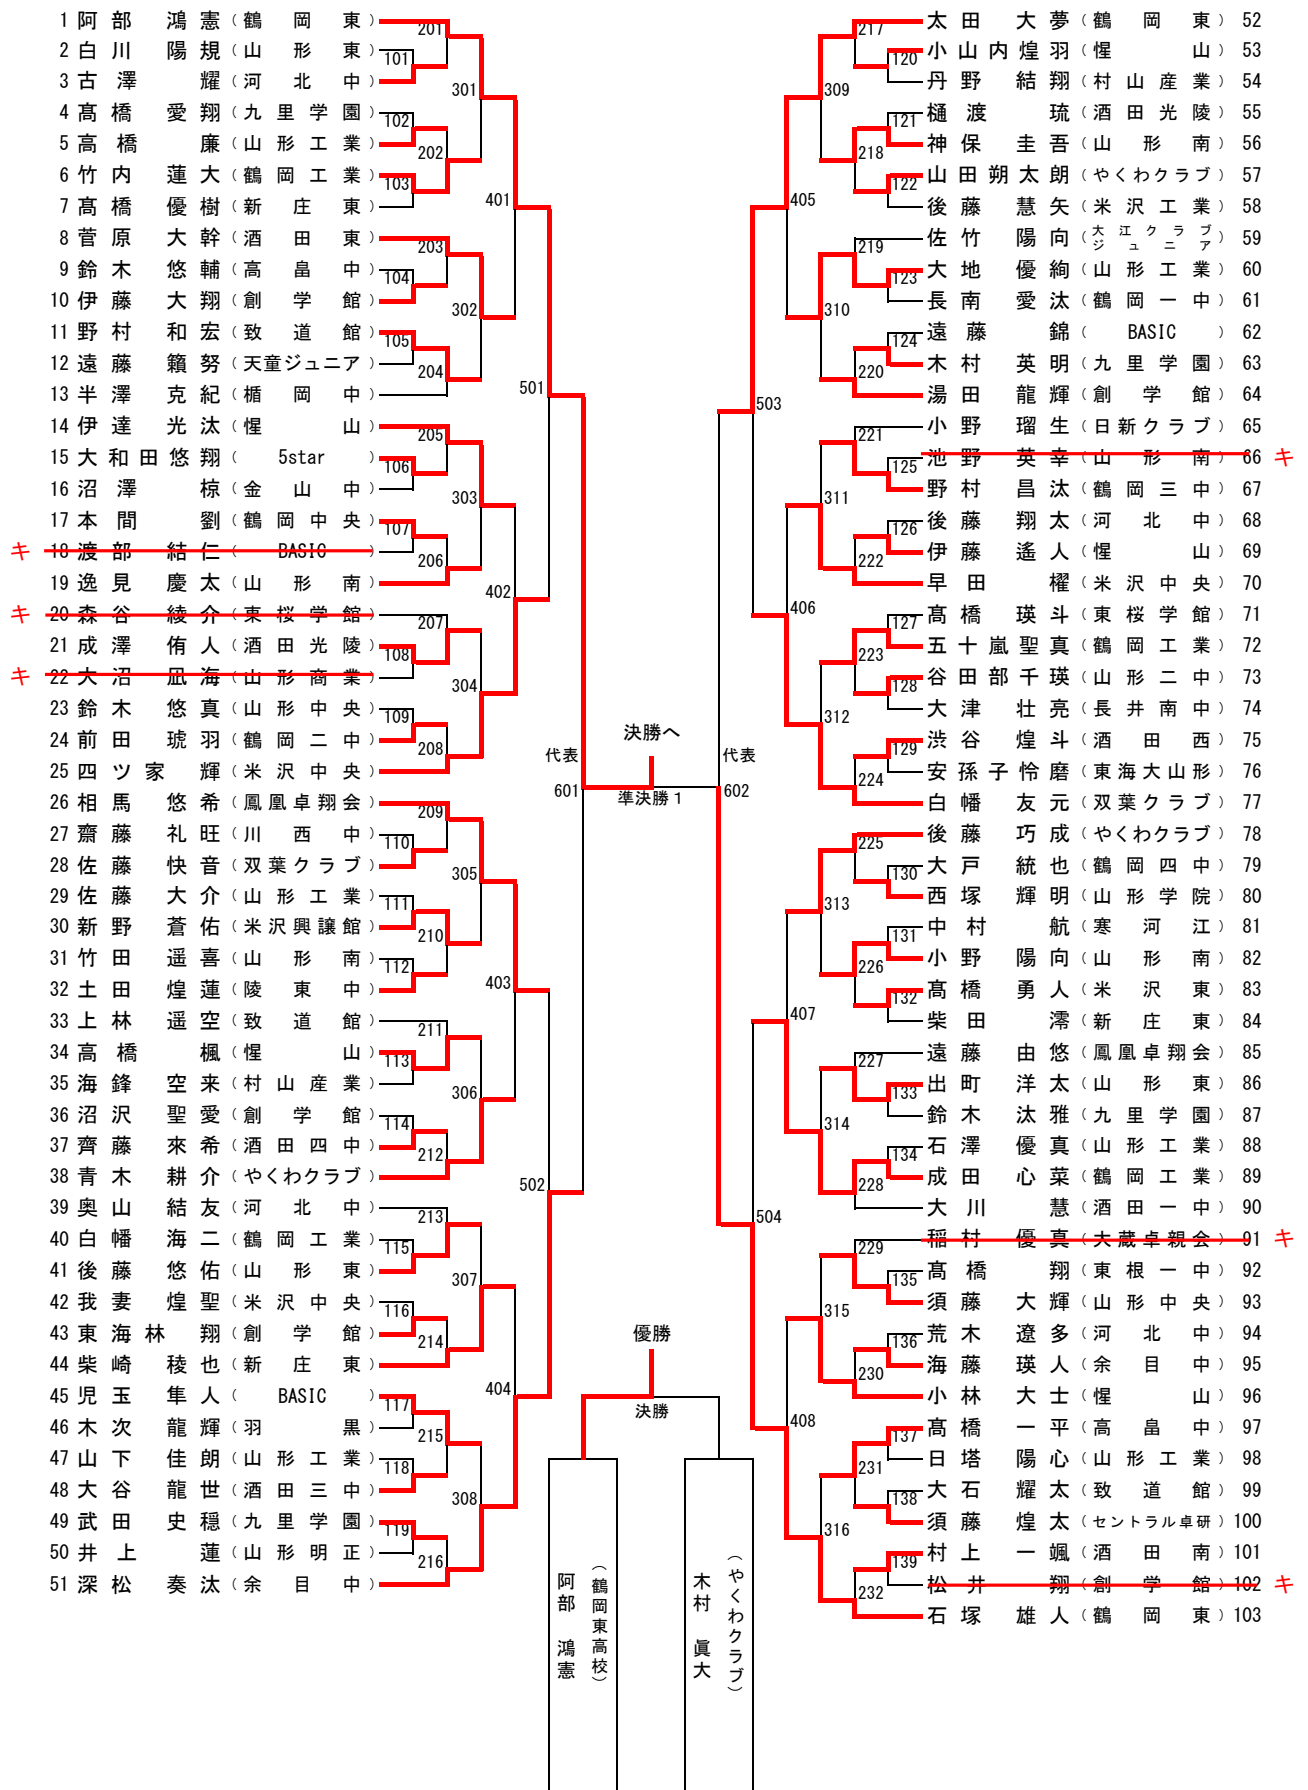 1 阿部 鴻憲 (鶴岡東)
2 白川 陽規 (山形東)
3 古澤 耀 (河北中)
4 髙橋 愛翔 (九里学園)
5 高橋 廉 (山形工業)
6 竹内 蓮大 (鶴岡工業)
7 髙橋 優樹 (新庄東)
8 菅原 大幹 (酒田東)
9 鈴木 悠輔 (高畠中)
10 伊藤 大翔 (創学館)
11 野村 和宏 (致道館)
12 遠藤 籟努 (天童ジュニア)
13 半澤 克紀 (楯岡中)
14 伊達 光汰 (惺山)
15 大和田悠翔 (5star)
16 沼澤 椋 (金山中)
17 本間 劉 (鶴岡中央)
キ 18 渡部 結仁 (BASIC)
19 逸見 慶太 (山形南)
キ 20 森谷 綾介 (東桜学館)
21 成澤 侑人 (酒田光陵)
キ 22 大沼 凪海 (山形商業)
23 鈴木 悠真 (山形中央)
24 前田 琥羽 (鶴岡二中)
25 四ツ家 輝 (米沢中央)
26 相馬 悠希 (鳳凰卓翔会)
27 齋藤 礼旺 (川西中)
28 佐藤 快音 (双葉クラブ)
29 佐藤 大介 (山形工業)
30 新野 蒼佑 (米沢興譲館)
31 竹田 遥喜 (山形南)
32 土田 煌蓮 (陵東中)
33 上林 遥空 (致道館)
34 高橋 楓 (惺山)
35 海鋒 空来 (村山産業)
36 沼沢 聖愛 (創学館)
37 齊藤 來希 (酒田四中)
38 青木 耕介 (やくわクラブ)
39 奥山 結友 (河北中)
40 白幡 海二 (鶴岡工業)
41 後藤 悠佑 (山形東)
42 我妻 煌聖 (米沢中央)
43 東海林 翔 (創学館)
44 柴崎 稜也 (新庄東)
45 児玉 隼人 (BASIC)
46 木次 龍輝 (羽黒)
47 山下 佳朗 (山形工業)
48 大谷 龍世 (酒田三中)
49 武田 史穏 (九里学園)
50 井上 蓮 (山形明正)
51 深松 奏汰 (余目中)
101
102
103
104
105
106
107
108
109
110
111
112
113
114
115
116
117
118
119
201
202
203
204
205
206
207
208
209
210
211
212
213
214
215
216
301
302
303
304
305
306
307
308
401
402
403
404
501
502
代表
601
決勝へ
準決勝1
代表
602
優勝
決勝
阿部 鴻憲
(鶴岡東高校)
木村 眞大
(やくわクラブ)
503
504
405
406
407
408
309
310
311
312
313
314
315
316
217
218
219
220
221
222
223
224
225
226
227
228
229
230
231
232
120
121
122
123
124
125
126
127
128
129
130
131
132
133
134
135
136
137
138
139
太田 大夢 (鶴岡東) 52
小山内煌羽 (惺山) 53
丹野 結翔 (村山産業) 54
樋渡 琉 (酒田光陵) 55
神保 圭吾 (山形南) 56
山田朔太朗 (やくわクラブ) 57
後藤 慧矢 (米沢工業) 58
佐竹 陽向 (大江クラブジュニア) 59
大地 優絢 (山形工業) 60
長南 愛汰 (鶴岡一中) 61
遠藤 錦 (BASIC) 62
木村 英明 (九里学園) 63
湯田 龍輝 (創学館) 64
小野 瑠生 (日新クラブ) 65
池野 英幸 (山形南) 66 キ
野村 昌汰 (鶴岡三中) 67
後藤 翔太 (河北中) 68
伊藤 遙人 (惺山) 69
早田 櫂 (米沢中央) 70
髙橋 瑛斗 (東桜学館) 71
五十嵐聖真 (鶴岡工業) 72
谷田部千瑛 (山形二中) 73
大津 壮亮 (長井南中) 74
渋谷 煌斗 (酒田西) 75
安孫子怜磨 (東海大山形) 76
白幡 友元 (双葉クラブ) 77
後藤 巧成 (やくわクラブ) 78
大戸 統也 (鶴岡四中) 79
西塚 輝明 (山形学院) 80
中村 航 (寒河江) 81
小野 陽向 (山形南) 82
髙橋 勇人 (米沢東) 83
柴田 澪 (新庄東) 84
遠藤 由悠 (鳳凰卓翔会) 85
出町 洋太 (山形東) 86
鈴木 汰雅 (九里学園) 87
石澤 優真 (山形工業) 88
成田 心菜 (鶴岡工業) 89
大川 慧 (酒田一中) 90
稲村 優真 (大蔵卓親会) 91 キ
髙橋 翔 (東根一中) 92
須藤 大輝 (山形中央) 93
荒木 遼多 (河北中) 94
海藤 瑛人 (余目中) 95
小林 大士 (惺山) 96
髙橋 一平 (高畠中) 97
日塔 陽心 (山形工業) 98
大石 耀太 (致道館) 99
須藤 煌太 (セントラル卓研) 100
村上 一颯 (酒田南) 101
松井 翔 (創学館) 102 キ
石塚 雄人 (鶴岡東) 103